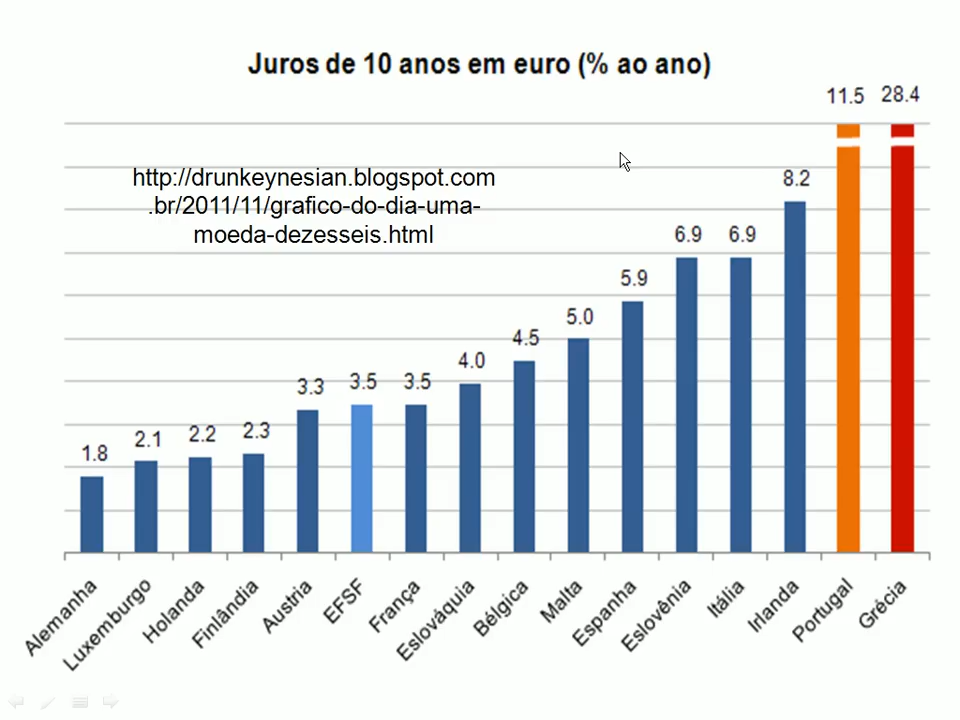 Juros de 10 anos em euro (% ao ano)
11.5 28.4
http://drunkeynesian.blogspot.com
.br/2011/11/grafico-do-dia-uma-
moeda-dezesseis.html
8.2
6.9 6.9
5.9
5.0
4.5
4.0
3.3 3.5 3.5
2.1 2.2 2.3
1.8
Alemanha
Luxemburgo
Holanda
Finlândia
Austria
EFSF
França
Eslováquia
Bélgica
Malta
Espanha
Eslovênia
Itália
Irlanda
Portugal
Grécia